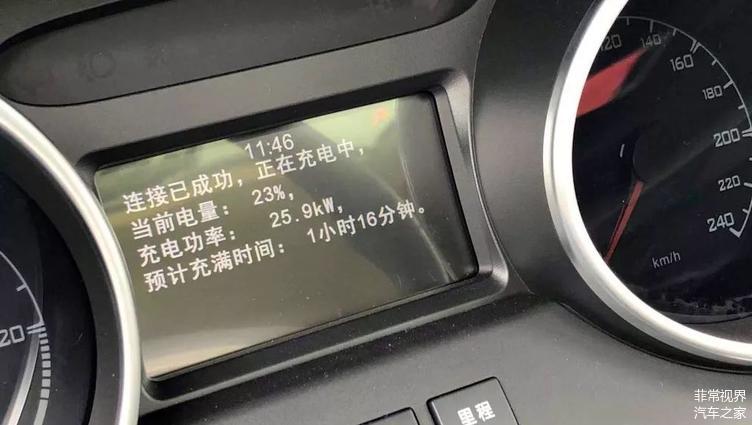 11:46
连接已成功，正在充电中，
当前电量： 23%，
充电功率： 25.9kW，
预计充满时间： 1小时16分钟。
120
140
160
180
200
220
240
km/h
20
里程
非常视界
汽车之家